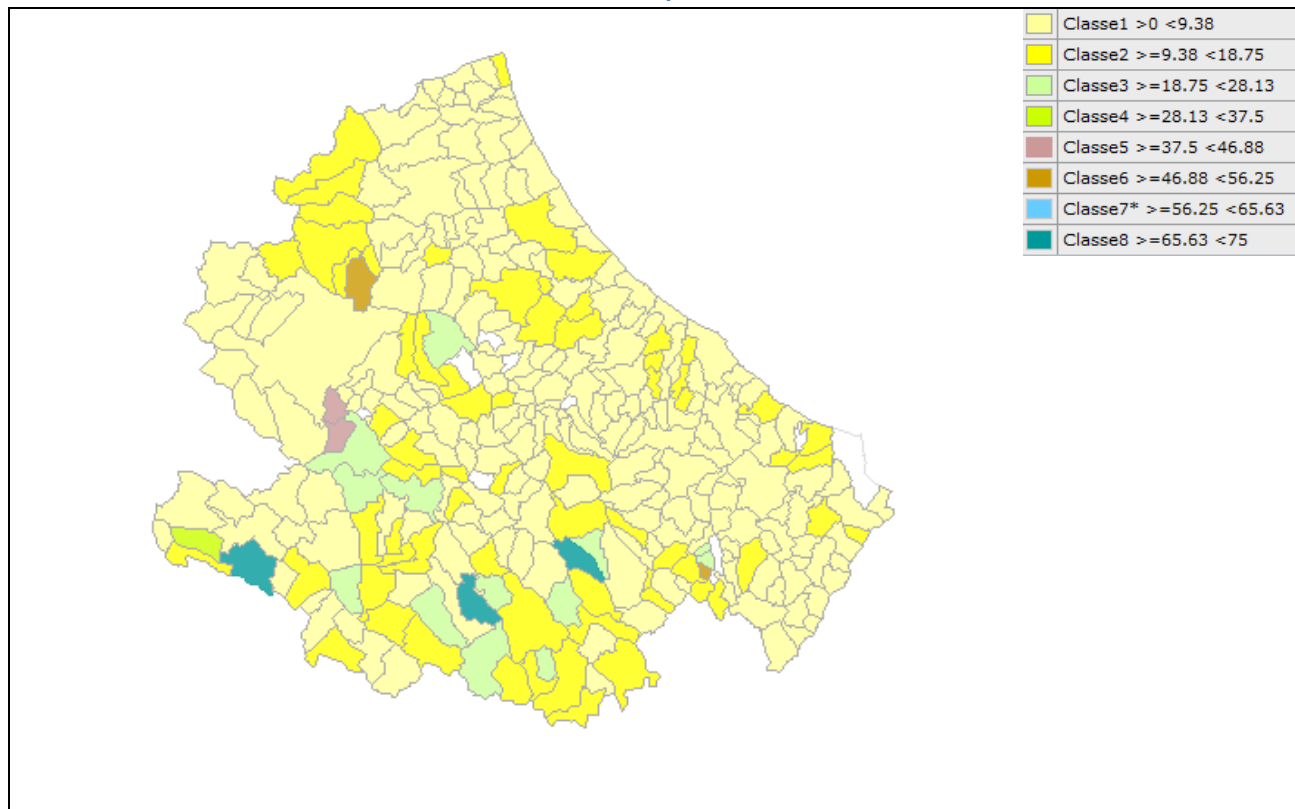 Classe1 >0 <9.38
Classe2 >=9.38 <18.75
Classe3 >=18.75 <28.13
Classe4 >=28.13 <37.5
Classe5 >=37.5 <46.88
Classe6 >=46.88 <56.25
Classe7* >=56.25 <65.63
Classe8 >=65.63 <75